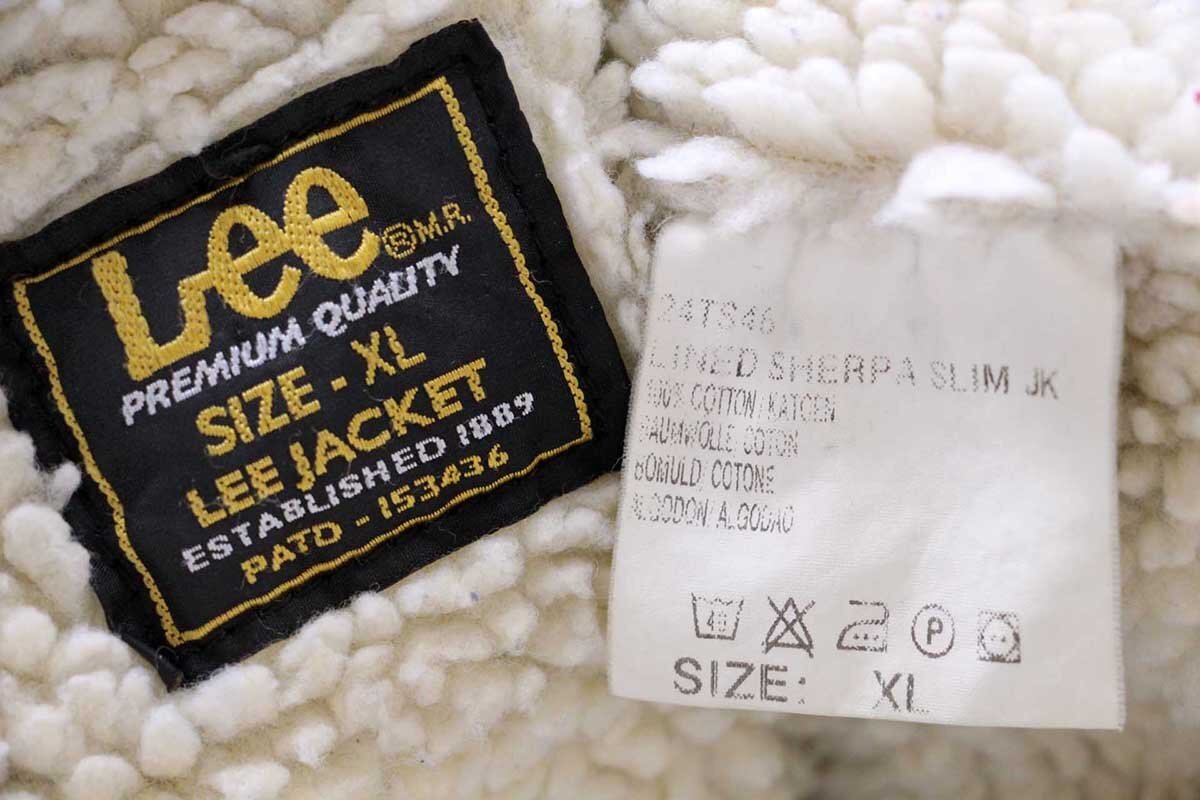 Lee Ⓢ M.R.
PREMIUM QUALITY
SIZE - XL
LEE JACKET
ESTABLISHED 1889
PATD - 153436
24TS46
LINED SHERPA SLIM JK
100% COTTON/KATOEN
BAUMWOLLE COTON
BOMULD/COTONE
ALGODON/ALGODAO
40
P
SIZE: XL